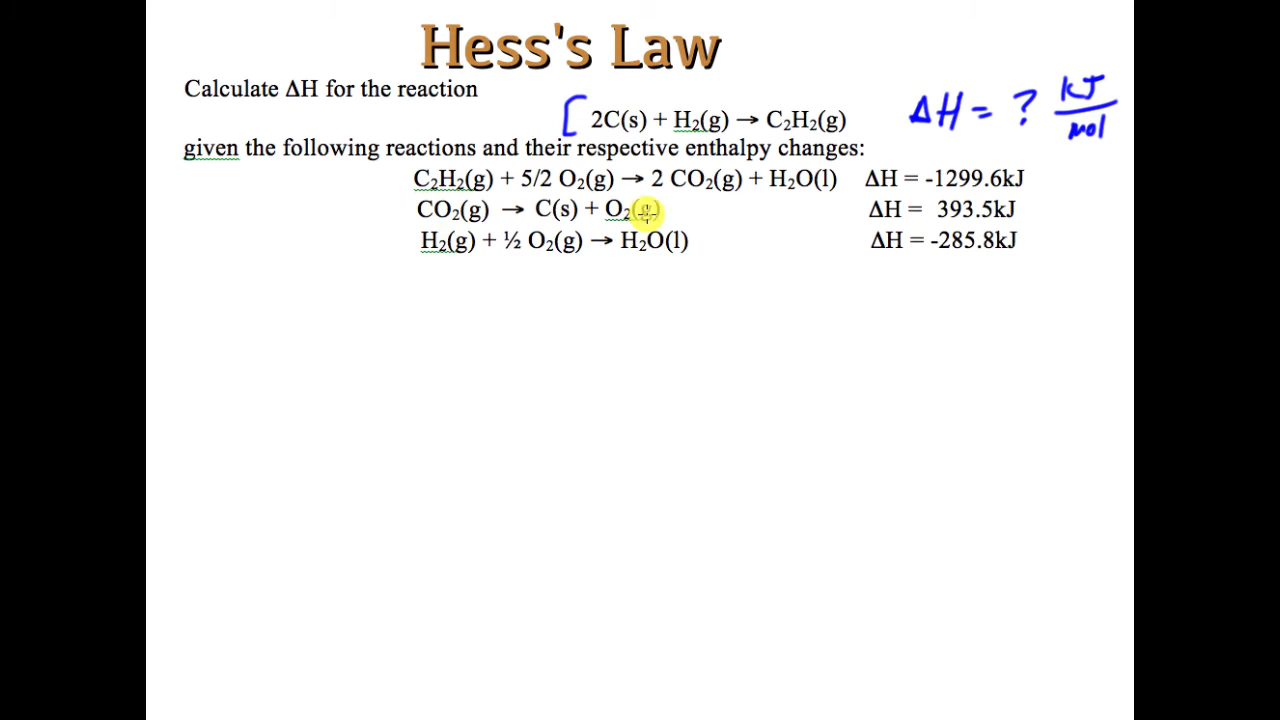 Hess's Law
Calculate ΔH for the reaction
[ 2C(s) + H₂(g) → C₂H₂(g) ΔH = ? kJ/mol
given the following reactions and their respective enthalpy changes:
C₂H₂(g) + 5/2 O₂(g) → 2 CO₂(g) + H₂O(l) ΔH = -1299.6kJ
CO₂(g) → C(s) + O₂(g) ΔH = 393.5kJ
H₂(g) + ½ O₂(g) → H₂O(l) ΔH = -285.8kJ